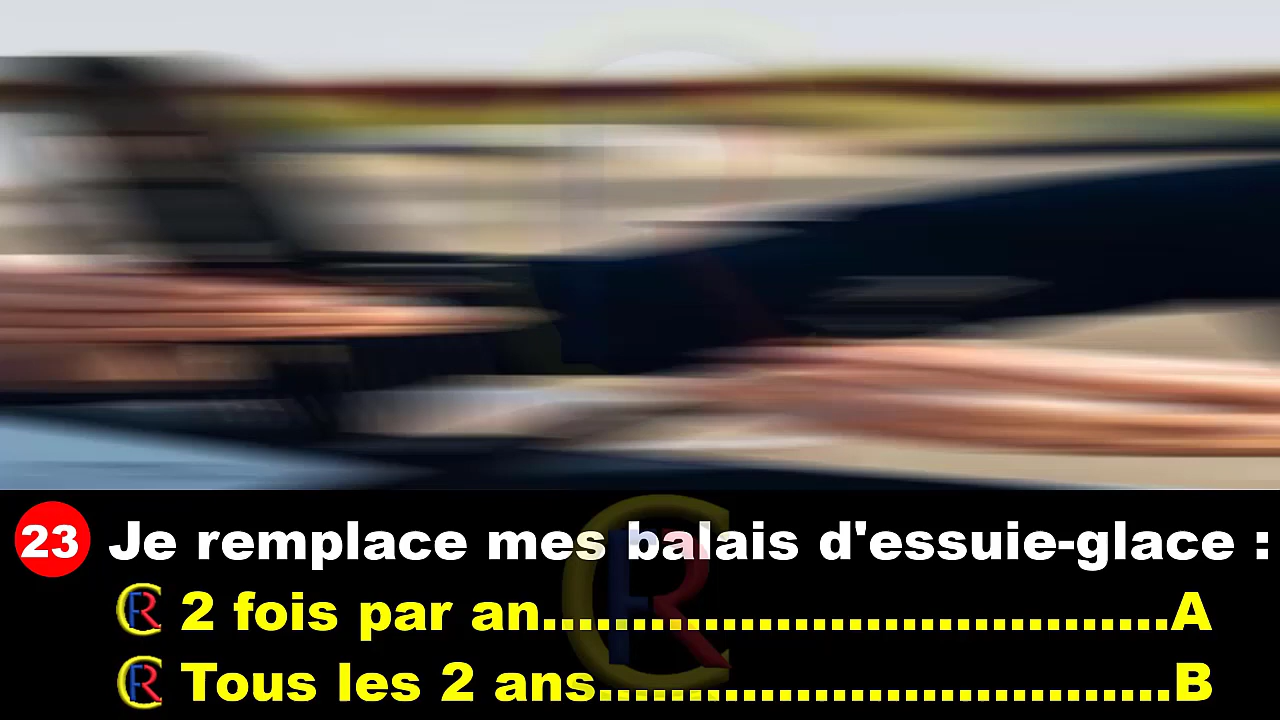 23 Je remplace mes balais d'essuie-glace :
2 fois par an...................................A
Tous les 2 ans................................B